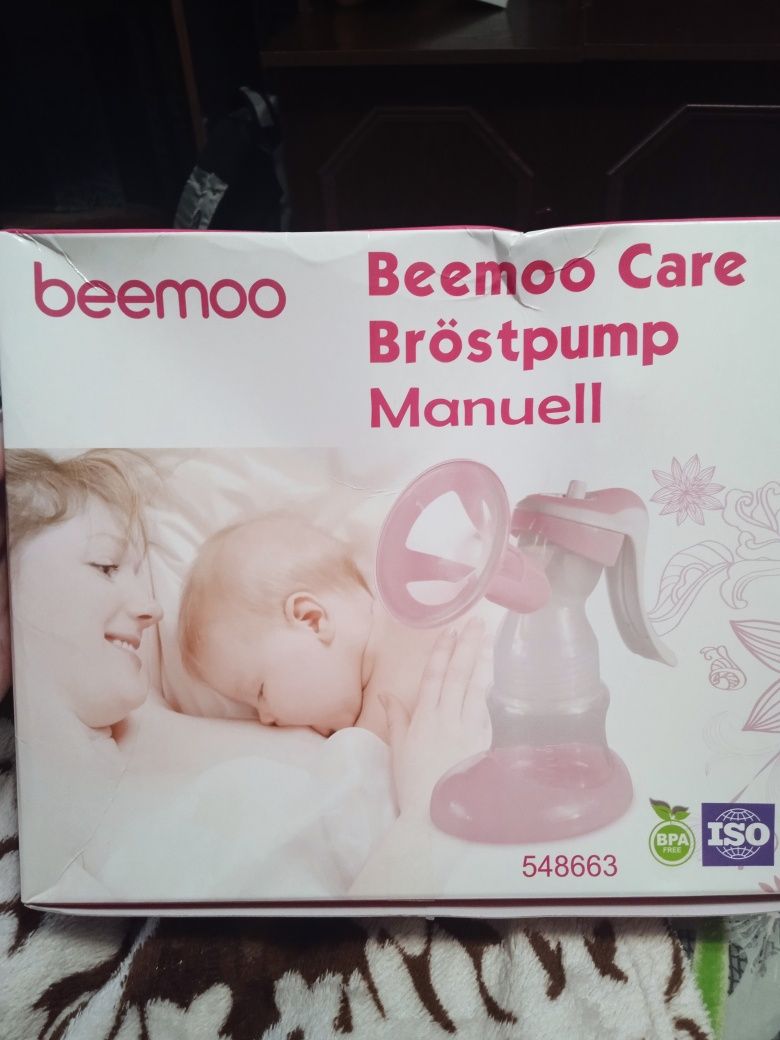 beemoo
Beemoo Care
Bröstpump
Manuell
BPA
FREE
ISO
548663